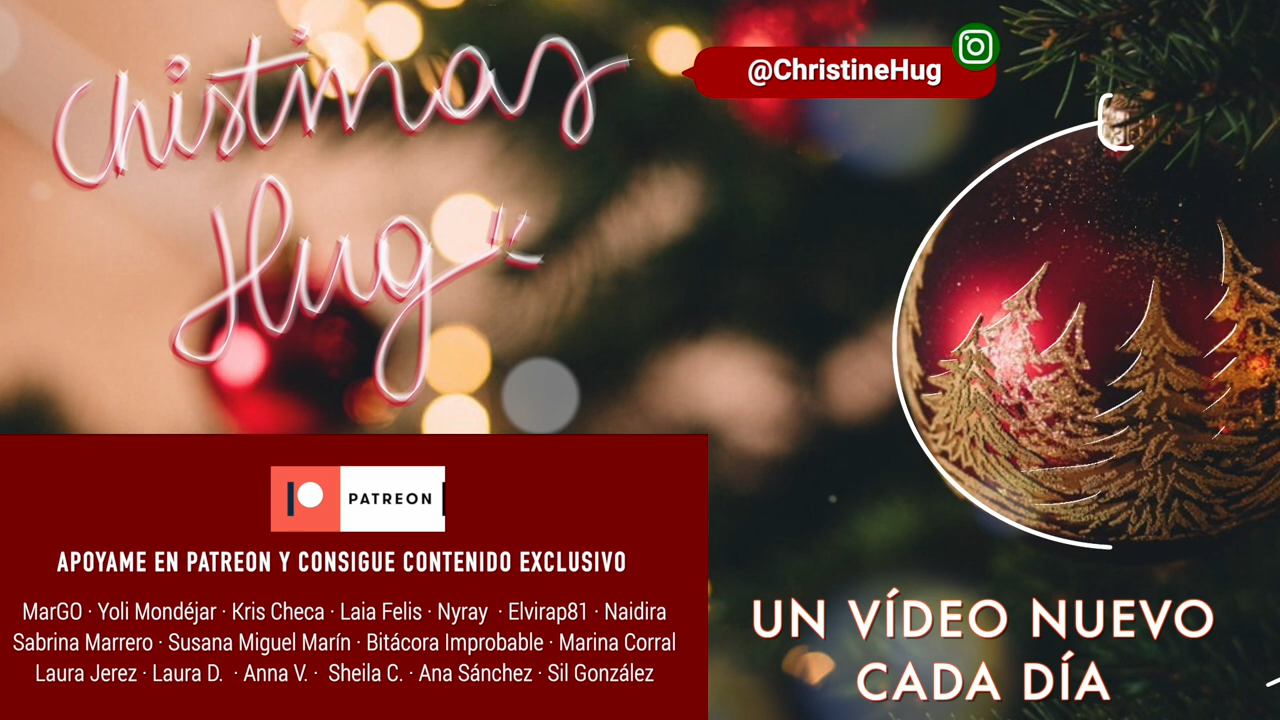 Chistmas
Hug
@ChristineHug
PATREON
APOYAME EN PATREON Y CONSIGUE CONTENIDO EXCLUSIVO
MarGO · Yoli Mondéjar · Kris Checa · Laia Felis · Nyray · Elvirap81 · Naidira
Sabrina Marrero · Susana Miguel Marín · Bitácora Improbable · Marina Corral
Laura Jerez · Laura D. · Anna V. · Sheila C. · Ana Sánchez · Sil González
UN VÍDEO NUEVO
CADA DÍA